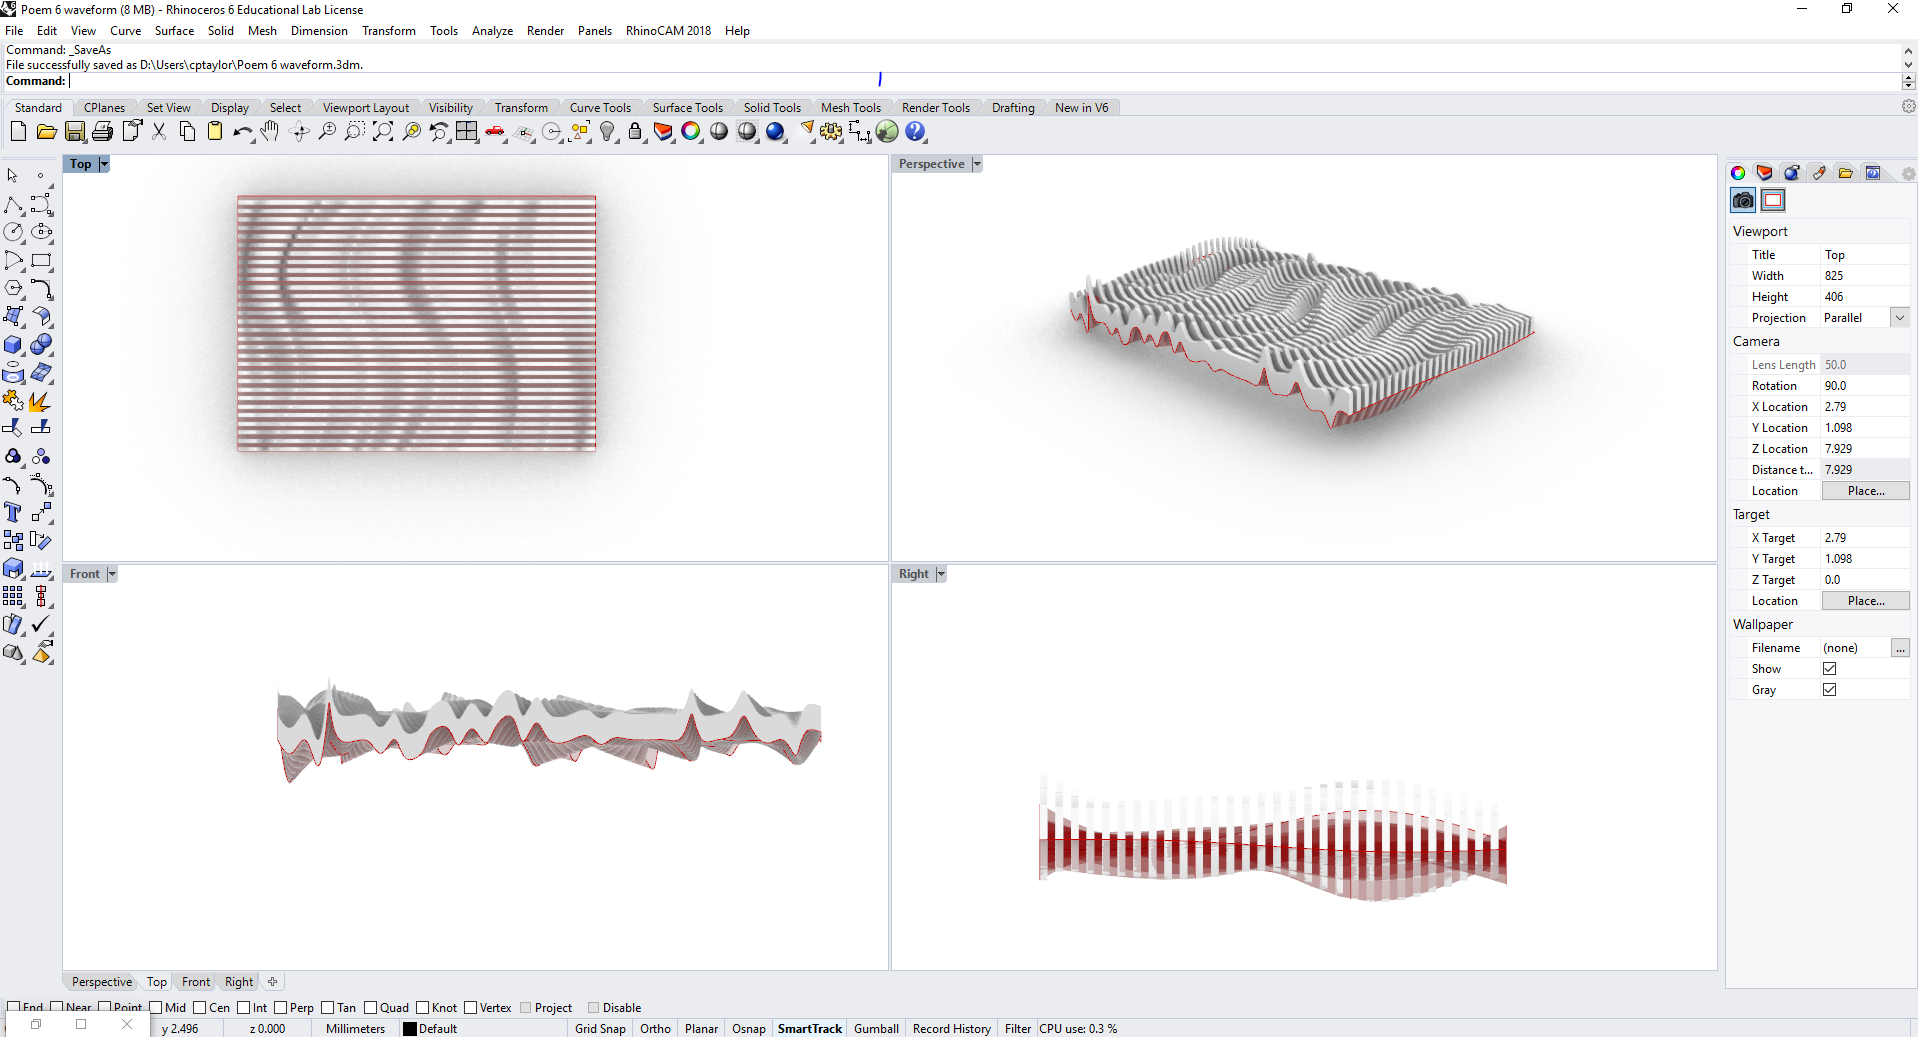 Poem 6 waveform (8 MB) - Rhinoceros 6 Educational Lab License
File Edit View Curve Surface Solid Mesh Dimension Transform Tools Analyze Render Panels RhinoCAM 2018 Help
Command: _SaveAs
File successfully saved as D:\Users\cptaylor\Poem 6 waveform.3dm.
Command:
Standard CPlanes Set View Display Select Viewport Layout Visibility Transform Curve Tools Surface Tools Solid Tools Mesh Tools Render Tools Drafting New in V6
Top
Perspective
Front
Right
Viewport
Title Top
Width 825
Height 406
Projection Parallel
Camera
Lens Length 50.0
Rotation 90.0
X Location 2.79
Y Location 1.098
Z Location 7.929
Distance t... 7.929
Location Place...
Target
X Target 2.79
Y Target 1.098
Z Target 0.0
Location Place...
Wallpaper
Filename (none) ...
Show
Gray
Perspective Top Front Right
End Near Point Mid Cen Int Perp Tan Quad Knot Vertex Project Disable
y 2.496 z 0.000 Millimeters Default Grid Snap Ortho Planar Osnap SmartTrack Gumball Record History Filter CPU use: 0.3 %